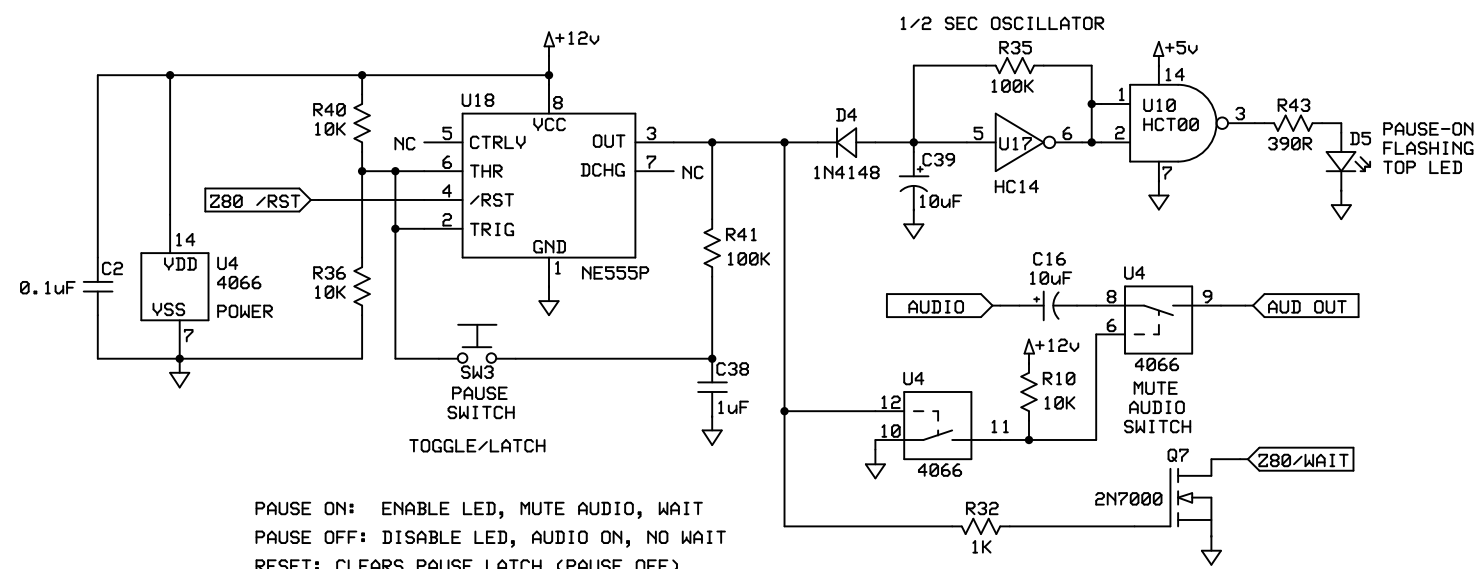 1/2 SEC OSCILLATOR
+12v
+5v
R35
100K
14
R40
10K
U18
8
VCC
5
CTRLV
NC
OUT
3
6
THR
DCHG
7
NC
Z80 /RST
4
/RST
2
TRIG
GND
1
NE555P
D4
1N4148
C39
+
10uF
5
U17
6
HC14
1
2
U10
HCT00
3
7
R43
390R
D5
PAUSE-ON
FLASHING
TOP LED
C2
0.1uF
14
VDD
VSS
7
U4
4066
POWER
R36
10K
R41
100K
SW3
PAUSE
SWITCH
C38
1uF
TOGGLE/LATCH
AUDIO
C16
10uF
+
U4
8
9
6
AUD OUT
4066
MUTE
AUDIO
SWITCH
+12v
R10
10K
U4
12
10
11
4066
Q7
Z80/WAIT
2N7000
R32
1K
PAUSE ON: ENABLE LED, MUTE AUDIO, WAIT
PAUSE OFF: DISABLE LED, AUDIO ON, NO WAIT
RESET: CLEARS PAUSE LATCH (PAUSE OFF)